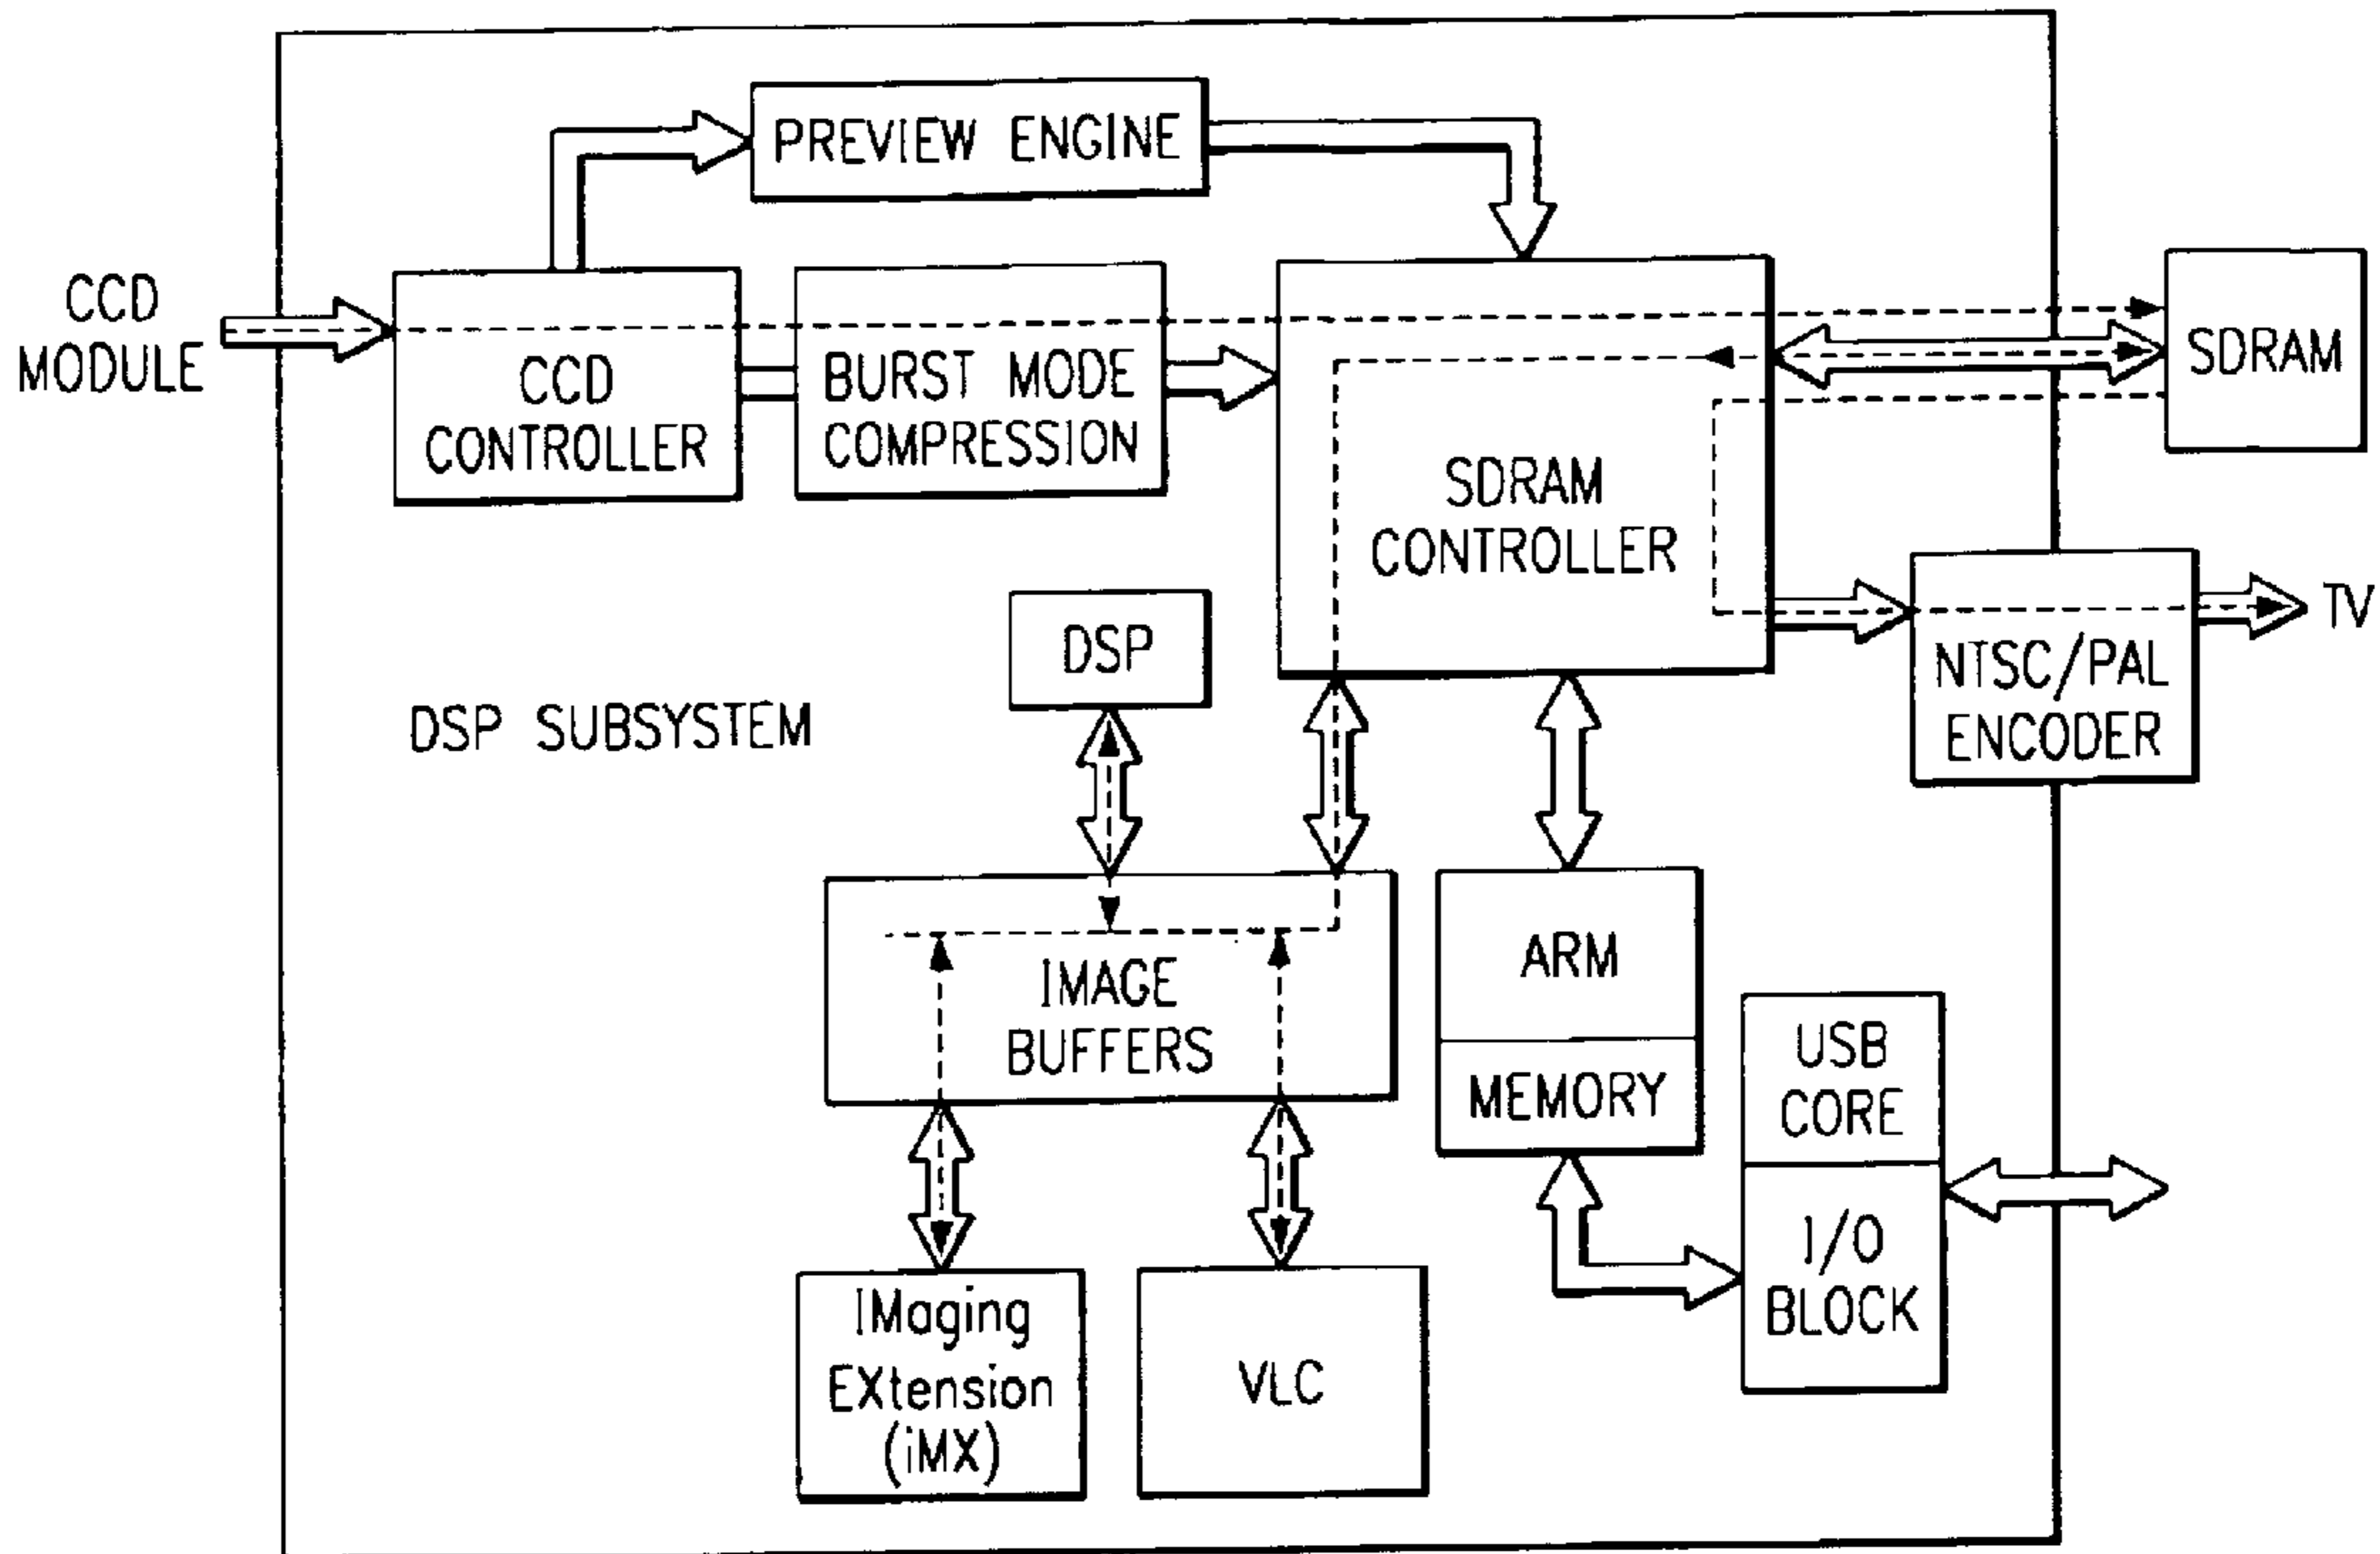 PREVIEW ENGINE
CCD
MODULE
CCD
CONTROLLER
BURST MODE
COMPRESSION
SDRAM
CONTROLLER
SDRAM
DSP
NTSC/PAL
ENCODER
TV
DSP SUBSYSTEM
IMAGE
BUFFERS
ARM
MEMORY
USB
CORE
I/O
BLOCK
IMaging
EXtension
(iMX)
VLC